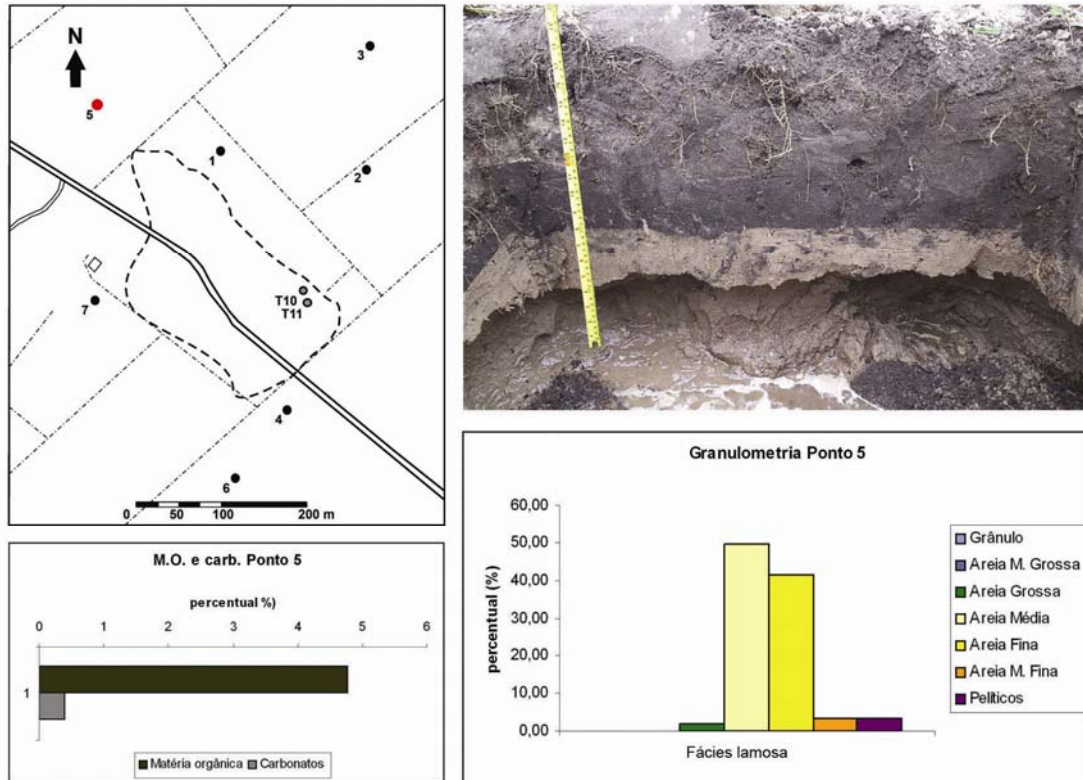 N
3
5
1
2
T10
T11
7
4
6
0 50 100 200 m
M.O. e carb. Ponto 5
percentual %)
0 1 2 3 4 5 6
1
Matéria orgânica Carbonatos
Granulometria Ponto 5
percentual (%)
60,00
50,00
40,00
30,00
20,00
10,00
0,00
Fácies lamosa
Grânulo
Areia M. Grossa
Areia Grossa
Areia Média
Areia Fina
Areia M. Fina
Pelíticos